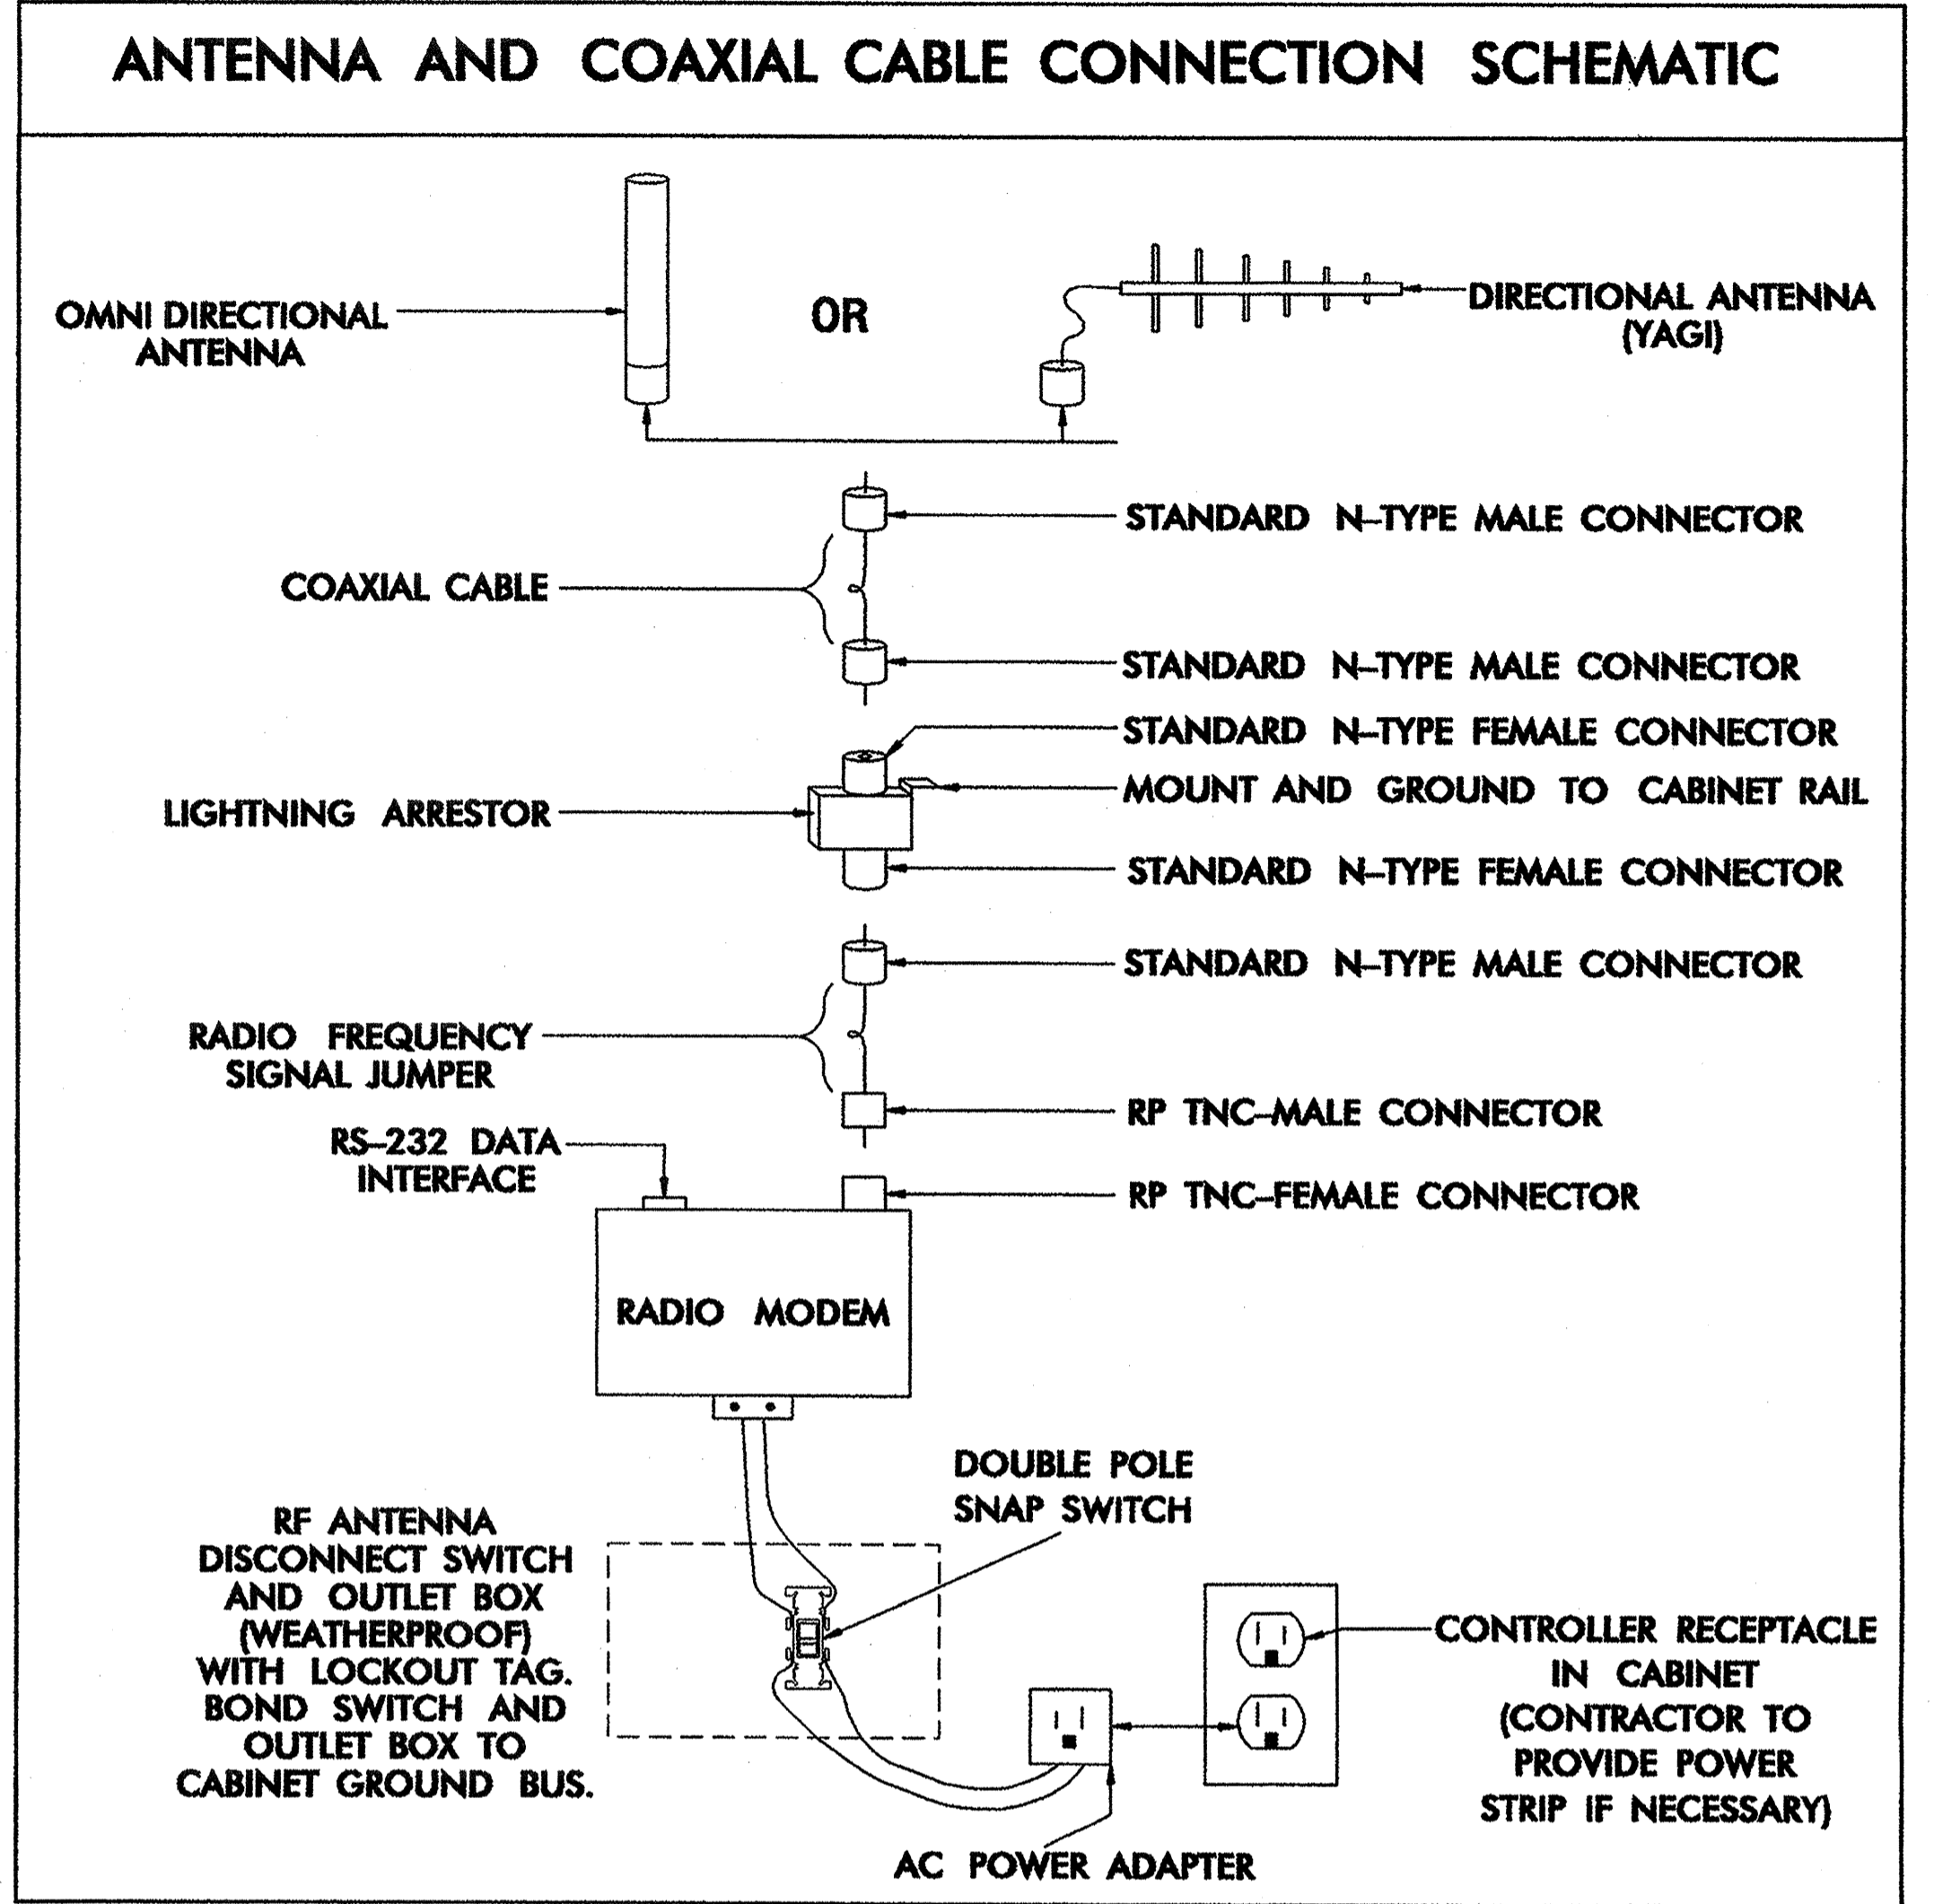 ANTENNA AND COAXIAL CABLE CONNECTION SCHEMATIC
OMNI DIRECTIONAL
ANTENNA
OR
DIRECTIONAL ANTENNA
(YAGI)
STANDARD N-TYPE MALE CONNECTOR
COAXIAL CABLE
STANDARD N-TYPE MALE CONNECTOR
STANDARD N-TYPE FEMALE CONNECTOR
MOUNT AND GROUND TO CABINET RAIL
LIGHTNING ARRESTOR
STANDARD N-TYPE FEMALE CONNECTOR
STANDARD N-TYPE MALE CONNECTOR
RADIO FREQUENCY
SIGNAL JUMPER
RP TNC-MALE CONNECTOR
RS-232 DATA
INTERFACE
RP TNC-FEMALE CONNECTOR
RADIO MODEM
DOUBLE POLE
SNAP SWITCH
RF ANTENNA
DISCONNECT SWITCH
AND OUTLET BOX
(WEATHERPROOF)
WITH LOCKOUT TAG.
BOND SWITCH AND
OUTLET BOX TO
CABINET GROUND BUS.
CONTROLLER RECEPTACLE
IN CABINET
(CONTRACTOR TO
PROVIDE POWER
STRIP IF NECESSARY)
AC POWER ADAPTER